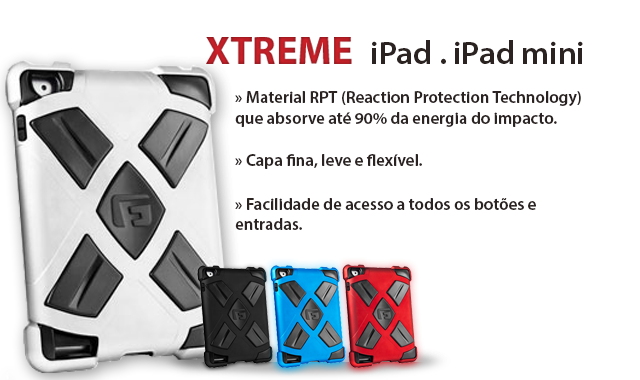 XTREME iPad . iPad mini
» Material RPT (Reaction Protection Technology)
que absorve até 90% da energia do impacto.
» Capa fina, leve e flexível.
» Facilidade de acesso a todos os botões e
entradas.